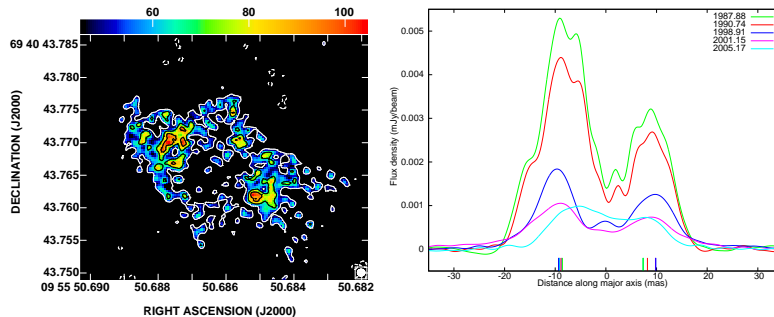 60 80 100
69 40 43.785
43.780
43.775
43.770
43.765
43.760
43.755
43.750
DECLINATION (J2000)
09 55 50.690 50.688 50.686 50.684 50.682
RIGHT ASCENSION (J2000)
1987.88
1990.74
1998.91
2001.15
2005.17
0.005
0.004
0.003
0.002
0.001
0
Flux density (mJy/beam)
-30 -20 -10 0 10 20 30
Distance along major axis (mas)